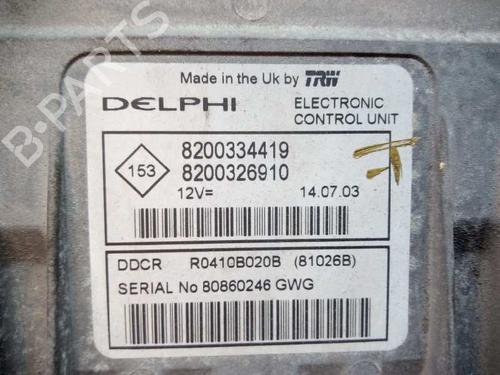 B-PARTS
Made in the Uk by TRW
DELPHI ELECTRONIC CONTROL UNIT
153
8200334419
8200326910
12V= 14.07.03
DDCR R0410B020B (81026B)
SERIAL No 80860246 GWG